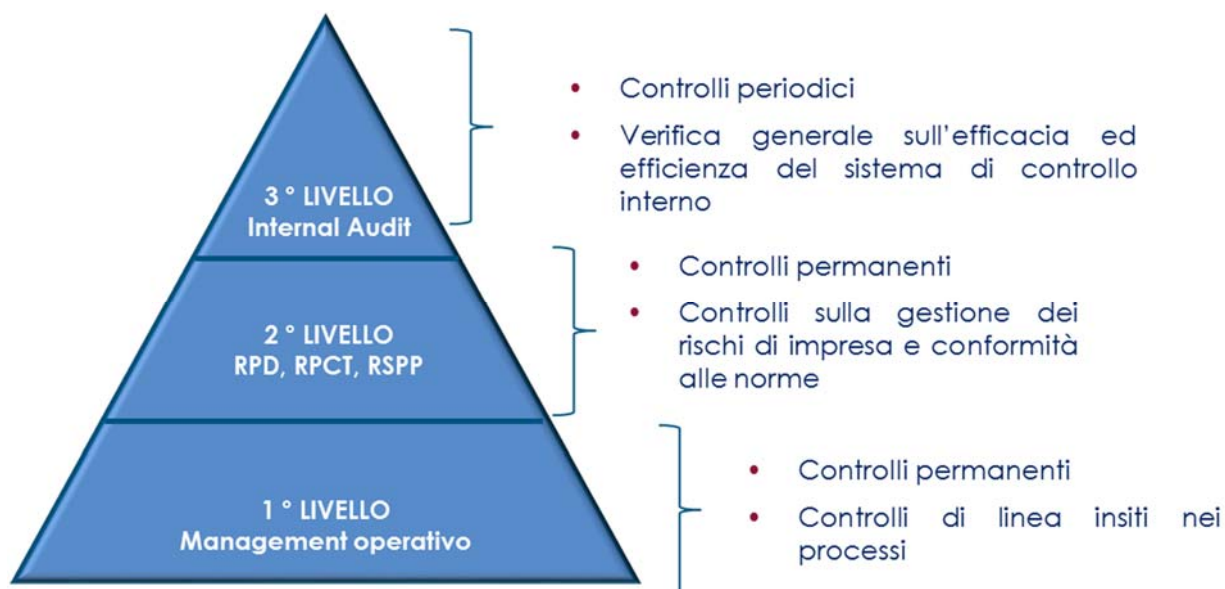 3 ° LIVELLO
Internal Audit
• Controlli periodici
• Verifica generale sull'efficacia ed
efficienza del sistema di controllo
interno
2 ° LIVELLO
RPD, RPCT, RSPP
• Controlli permanenti
• Controlli sulla gestione dei
rischi di impresa e conformità
alle norme
1 ° LIVELLO
Management operativo
• Controlli permanenti
• Controlli di linea insiti nei
processi